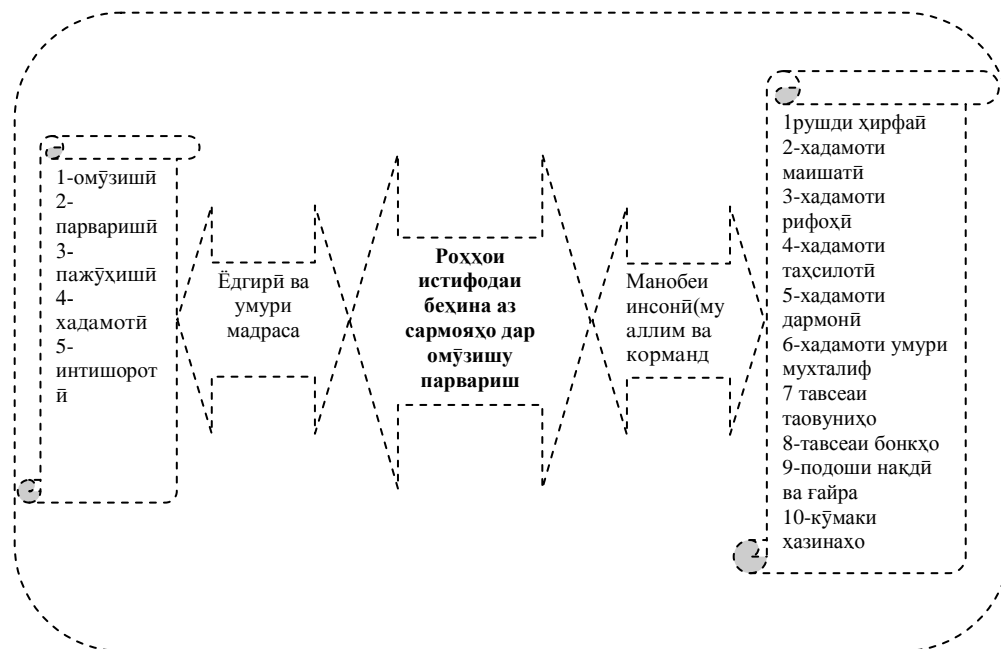 1-омӯзишӣ
2-
парваришӣ
3-
пажӯҳишӣ
4-
хадамотӣ
5-
интишорот
ӣ
Ёдгирӣ ва
умури
мадраса
Роҳҳои
истифодаи
беҳина аз
сармояҳо дар
омӯзишу
парвариш
Манобеи
инсонӣ(му
аллим ва
корманд
1рушди ҳирфаӣ
2-хадамоти
маишатӣ
3-хадамоти
рифоҳӣ
4-хадамоти
таҳсилотӣ
5-хадамоти
дармонӣ
6-хадамоти умури
мухталиф
7 тавсеаи
таовуниҳо
8-тавсеаи бонкҳо
9-подоши нақдӣ
ва ғайра
10-кӯмаки
ҳазинаҳо